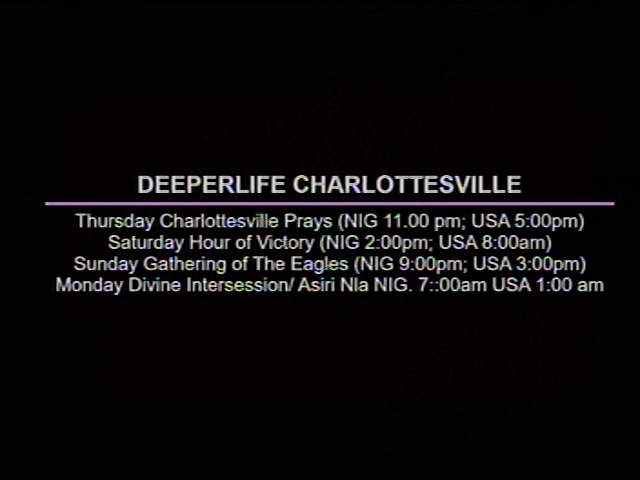 DEEPERLIFE CHARLOTTESVILLE
Thursday Charlottesville Prays (NIG 11.00 pm; USA 5:00pm)
Saturday Hour of Victory (NIG 2:00pm; USA 8:00am)
Sunday Gathering of The Eagles (NIG 9:00pm; USA 3:00pm)
Monday Divine Intersession/ Asiri Nla NIG. 7::00am USA 1:00 am